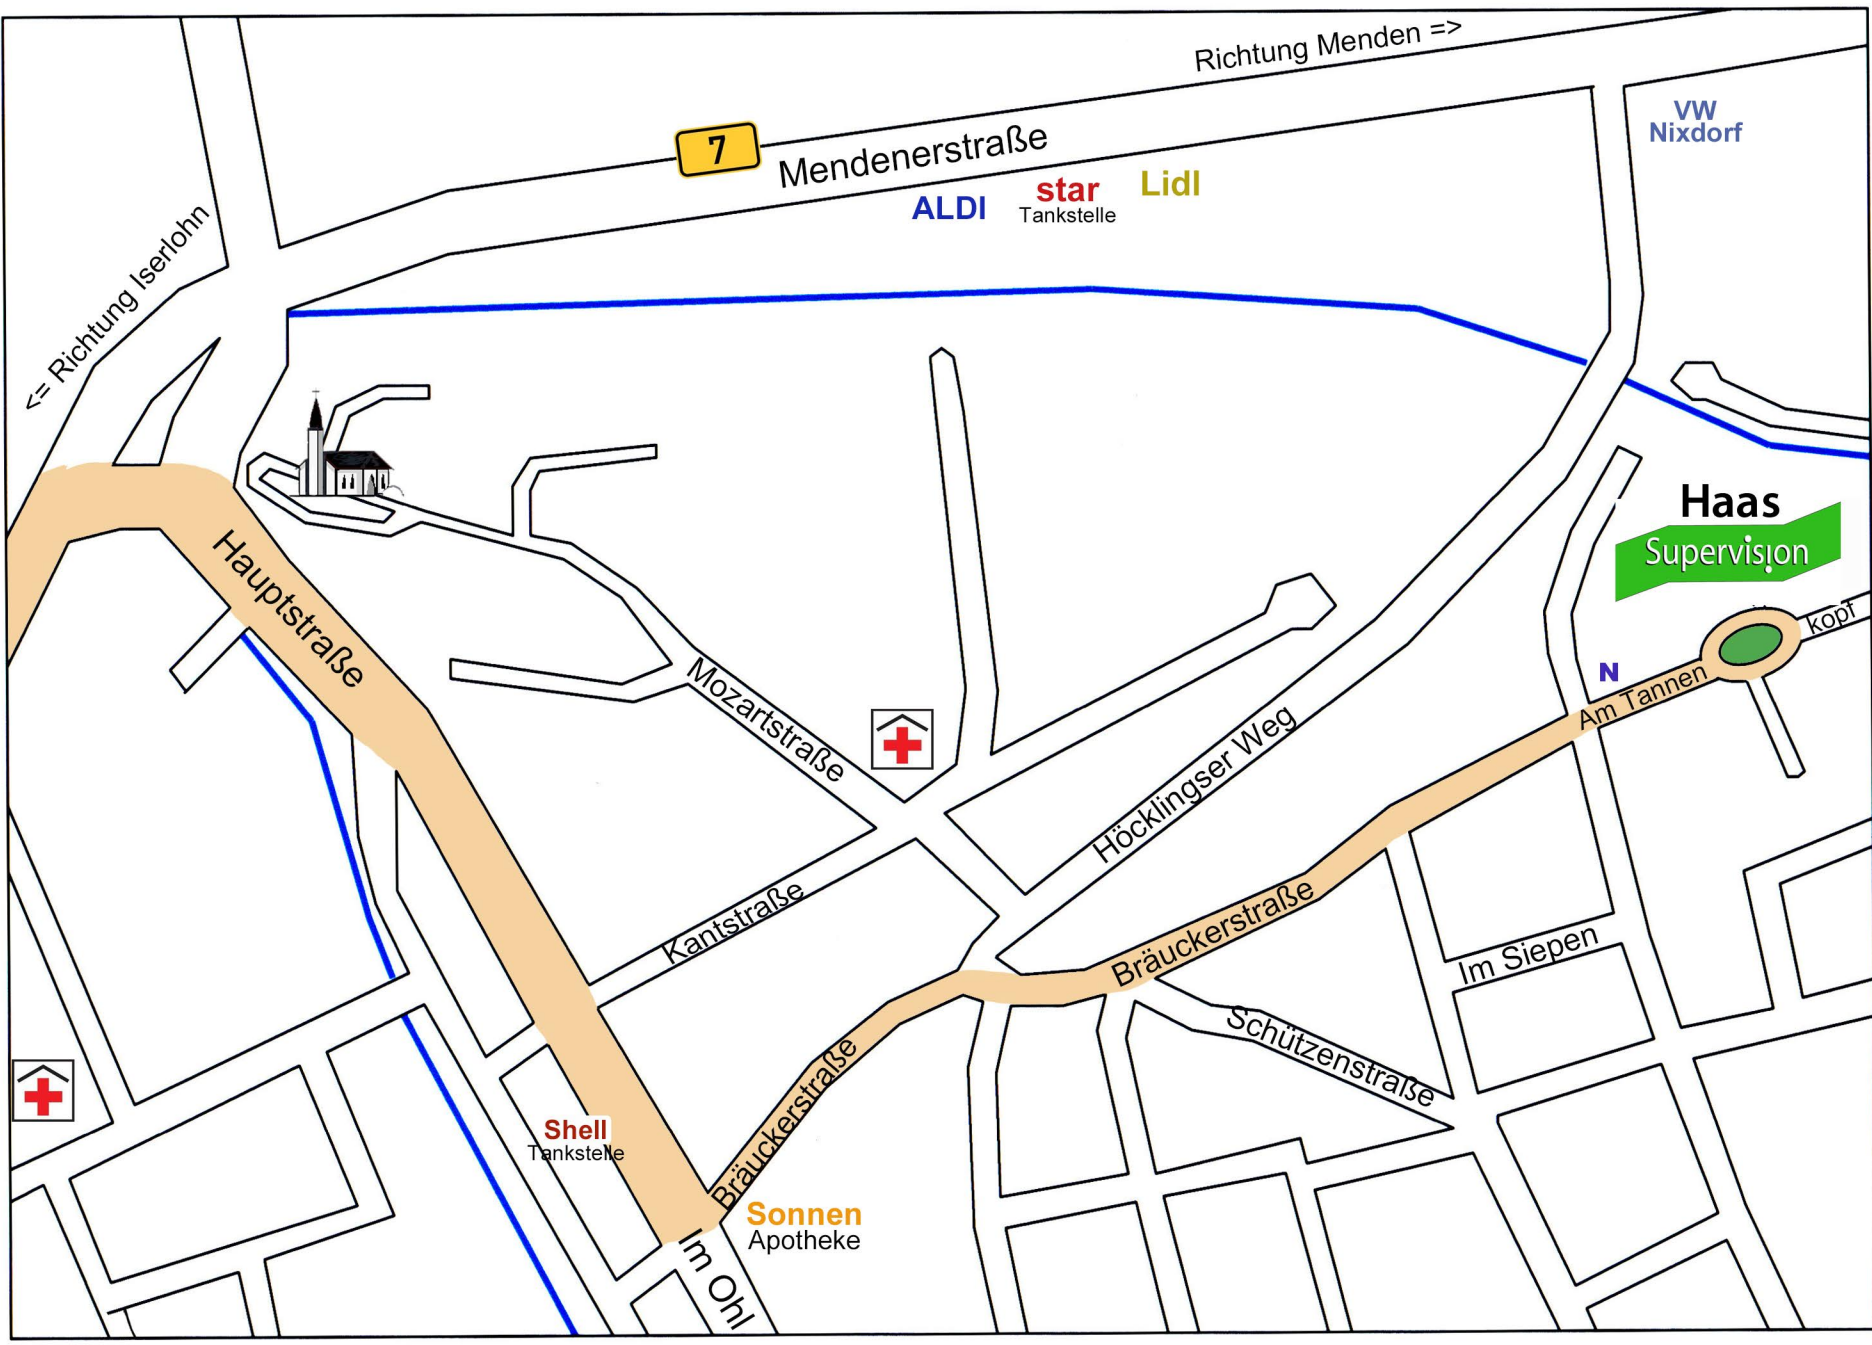 Richtung Menden =>
7
Mendenerstraße
VW
Nixdorf
ALDI
star
Tankstelle
Lidl
<= Richtung Iserlohn
Haas
Supervision
Hauptstraße
kopf
N
Am Tannen
Mozartstraße
Höcklingser Weg
Kantstraße
Bräuckerstraße
Im Siepen
Schützenstraße
Bräuckerstraße
Shell
Tankstelle
Sonnen
Apotheke
Im Ohl